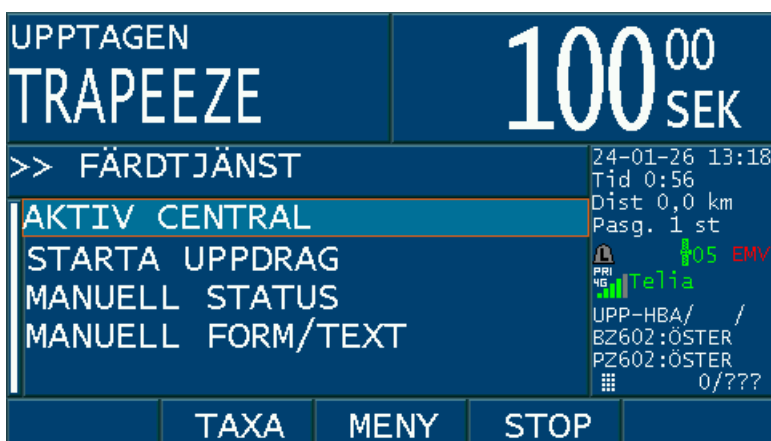 UPPTAGEN
TRAPEEZE
100 00 SEK
>> FÄRDTJÄNST
AKTIV CENTRAL
STARTA UPPDRAG
MANUELL STATUS
MANUELL FORM/TEXT
24-01-26 13:18
Tid 0:56
Dist 0,0 km
Pasg. 1 st
L 05 EMV
PRI
4G Telia
UPP-HBA/ /
BZ602:ÖSTER
PZ602:ÖSTER
0/???
TAXA MENY STOP